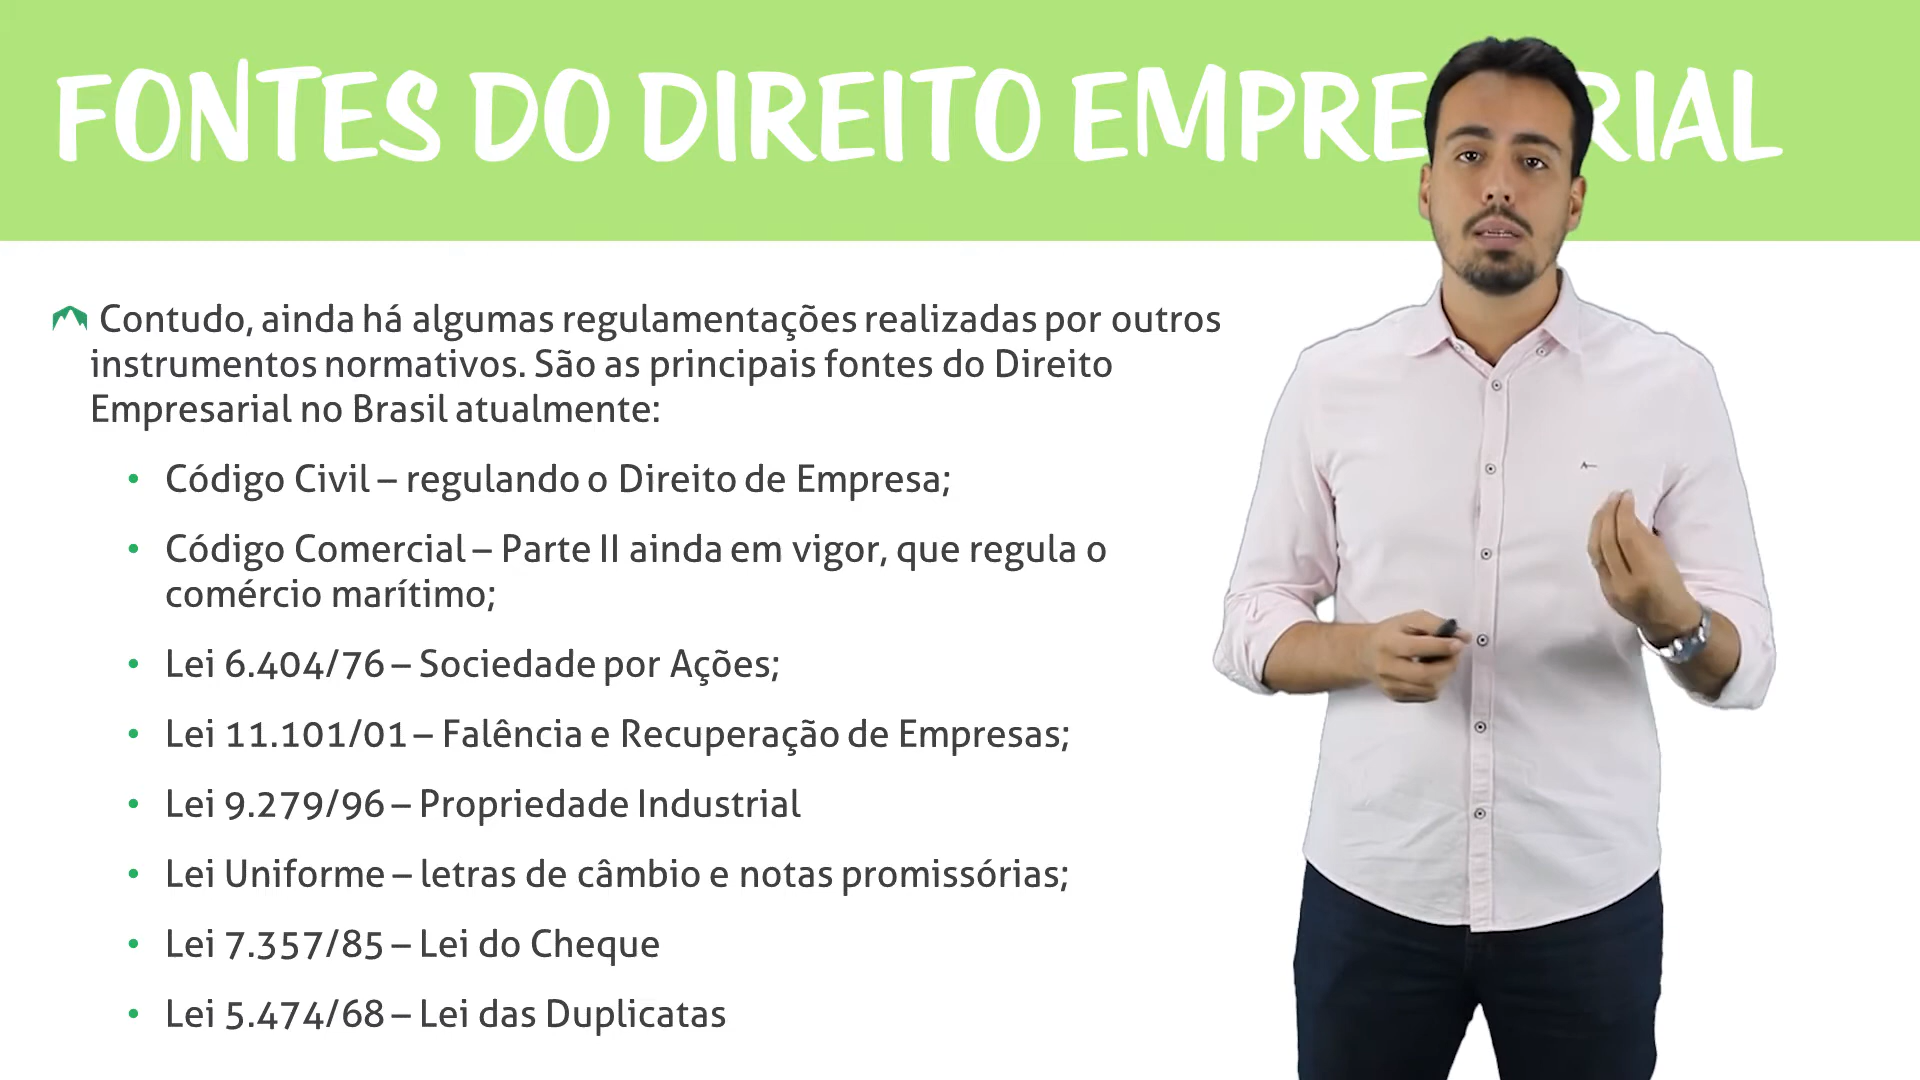 FONTES DO DIREITO
Contudo, ainda há algumas regulamentações realizadas por outros
instrumentos normativos. São as principais fontes do Direito
Empresarial no Brasil atualmente:
• Código Civil – regulando o Direito de Empresa;
• Código Comercial – Parte II ainda em vigor, que regula o
comércio marítimo;
• Lei 6.404/76 – Sociedade por Ações;
• Lei 11.101/01 – Falência e Recuperação de Empresas;
• Lei 9.279/96 – Propriedade Industrial
• Lei Uniforme – letras de câmbio e notas promissórias;
• Lei 7.357/85 – Lei do Cheque
• Lei 5.474/68 – Lei das Duplicatas